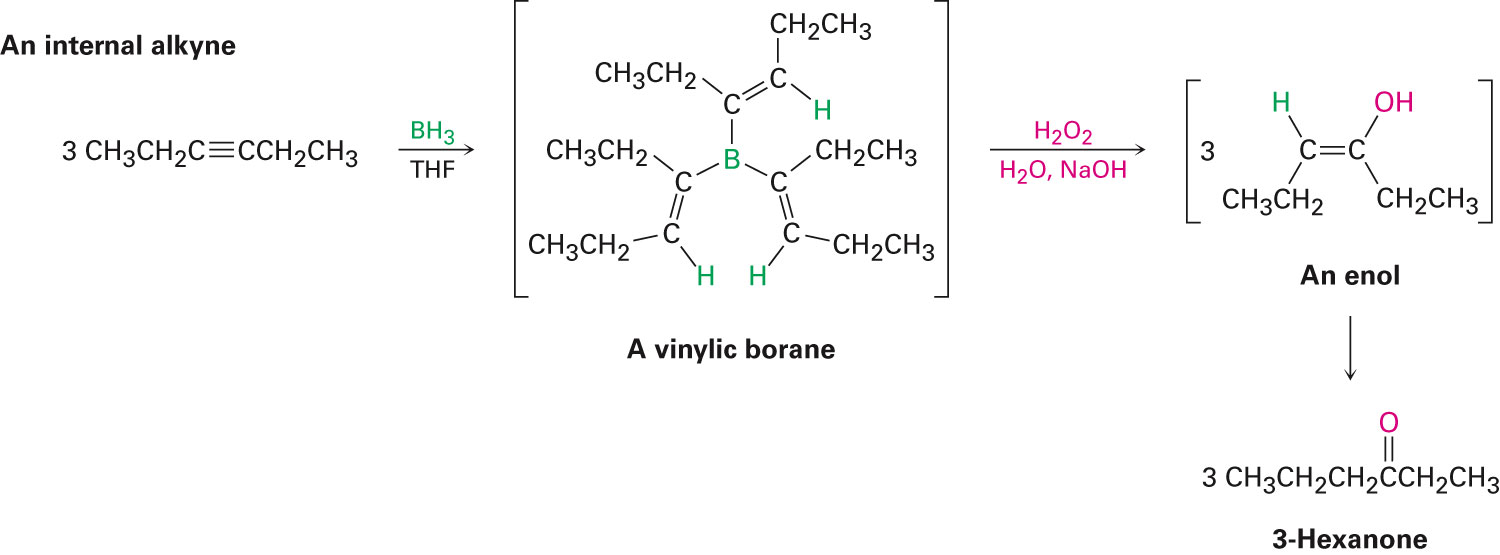 An internal alkyne
3 CH₃CH₂C≡CCH₂CH₃
BH₃
THF
CH₂CH₃
CH₃CH₂ C=C H
B
CH₃CH₂ C C CH₂CH₃
CH₃CH₂ C C CH₂CH₃
H H
A vinylic borane
H₂O₂
H₂O, NaOH
H OH
3 C=C
CH₃CH₂ CH₂CH₃
An enol
O
3 CH₃CH₂CH₂CCH₂CH₃
3-Hexanone